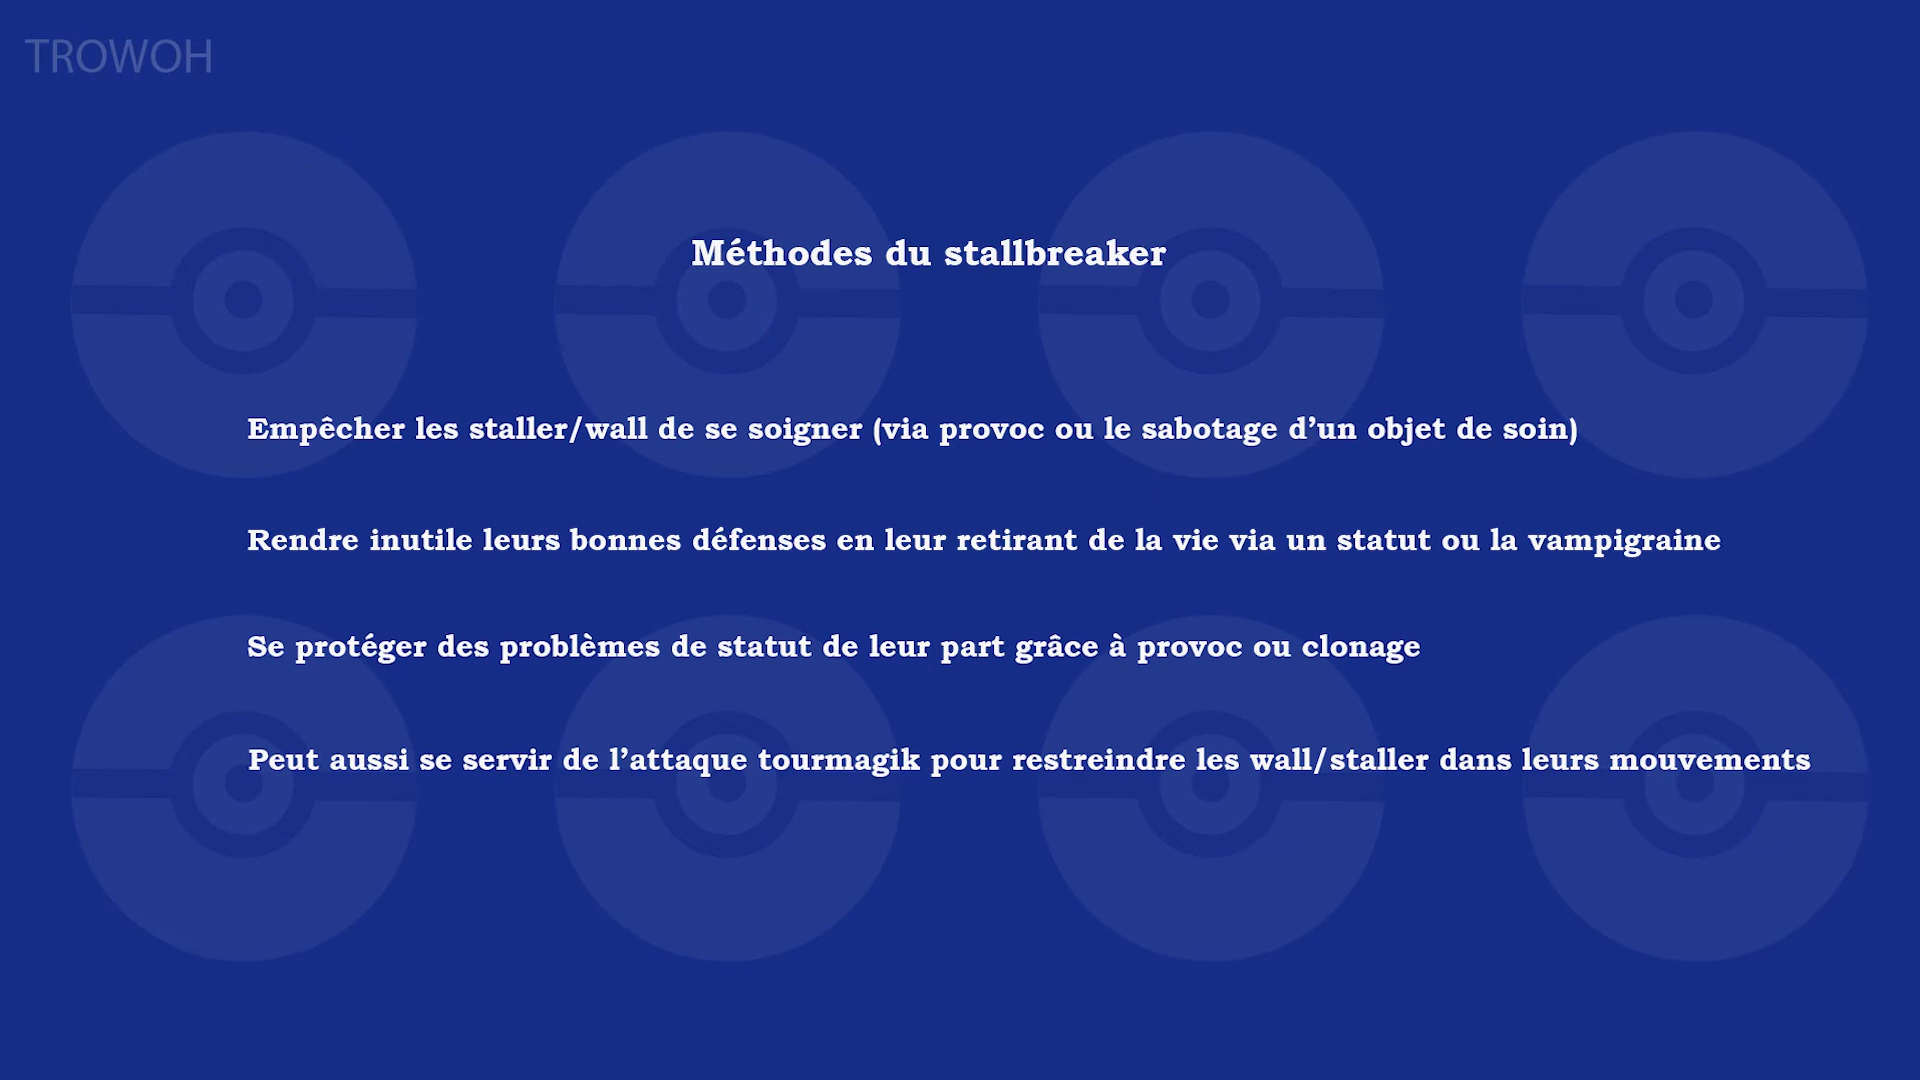 TROWOH
Méthodes du stallbreaker
Empêcher les staller/wall de se soigner (via provoc ou le sabotage d’un objet de soin)
Rendre inutile leurs bonnes défenses en leur retirant de la vie via un statut ou la vampigraine
Se protéger des problèmes de statut de leur part grâce à provoc ou clonage
Peut aussi se servir de l’attaque tourmagik pour restreindre les wall/staller dans leurs mouvements